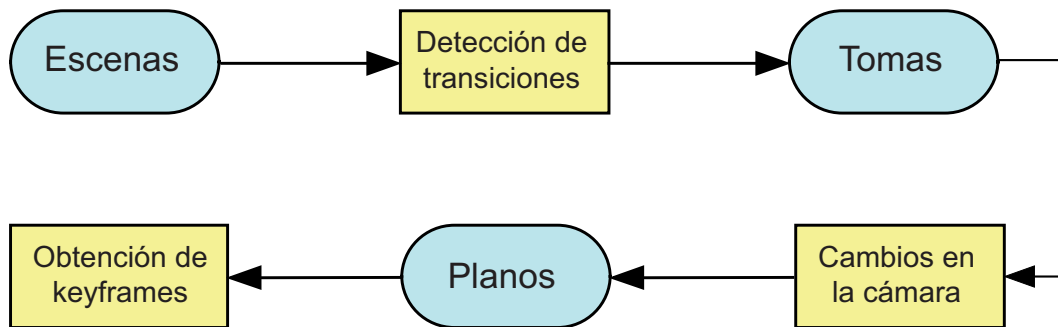 Escenas
Detección de
transiciones
Tomas
Obtención de
keyframes
Planos
Cambios en
la cámara